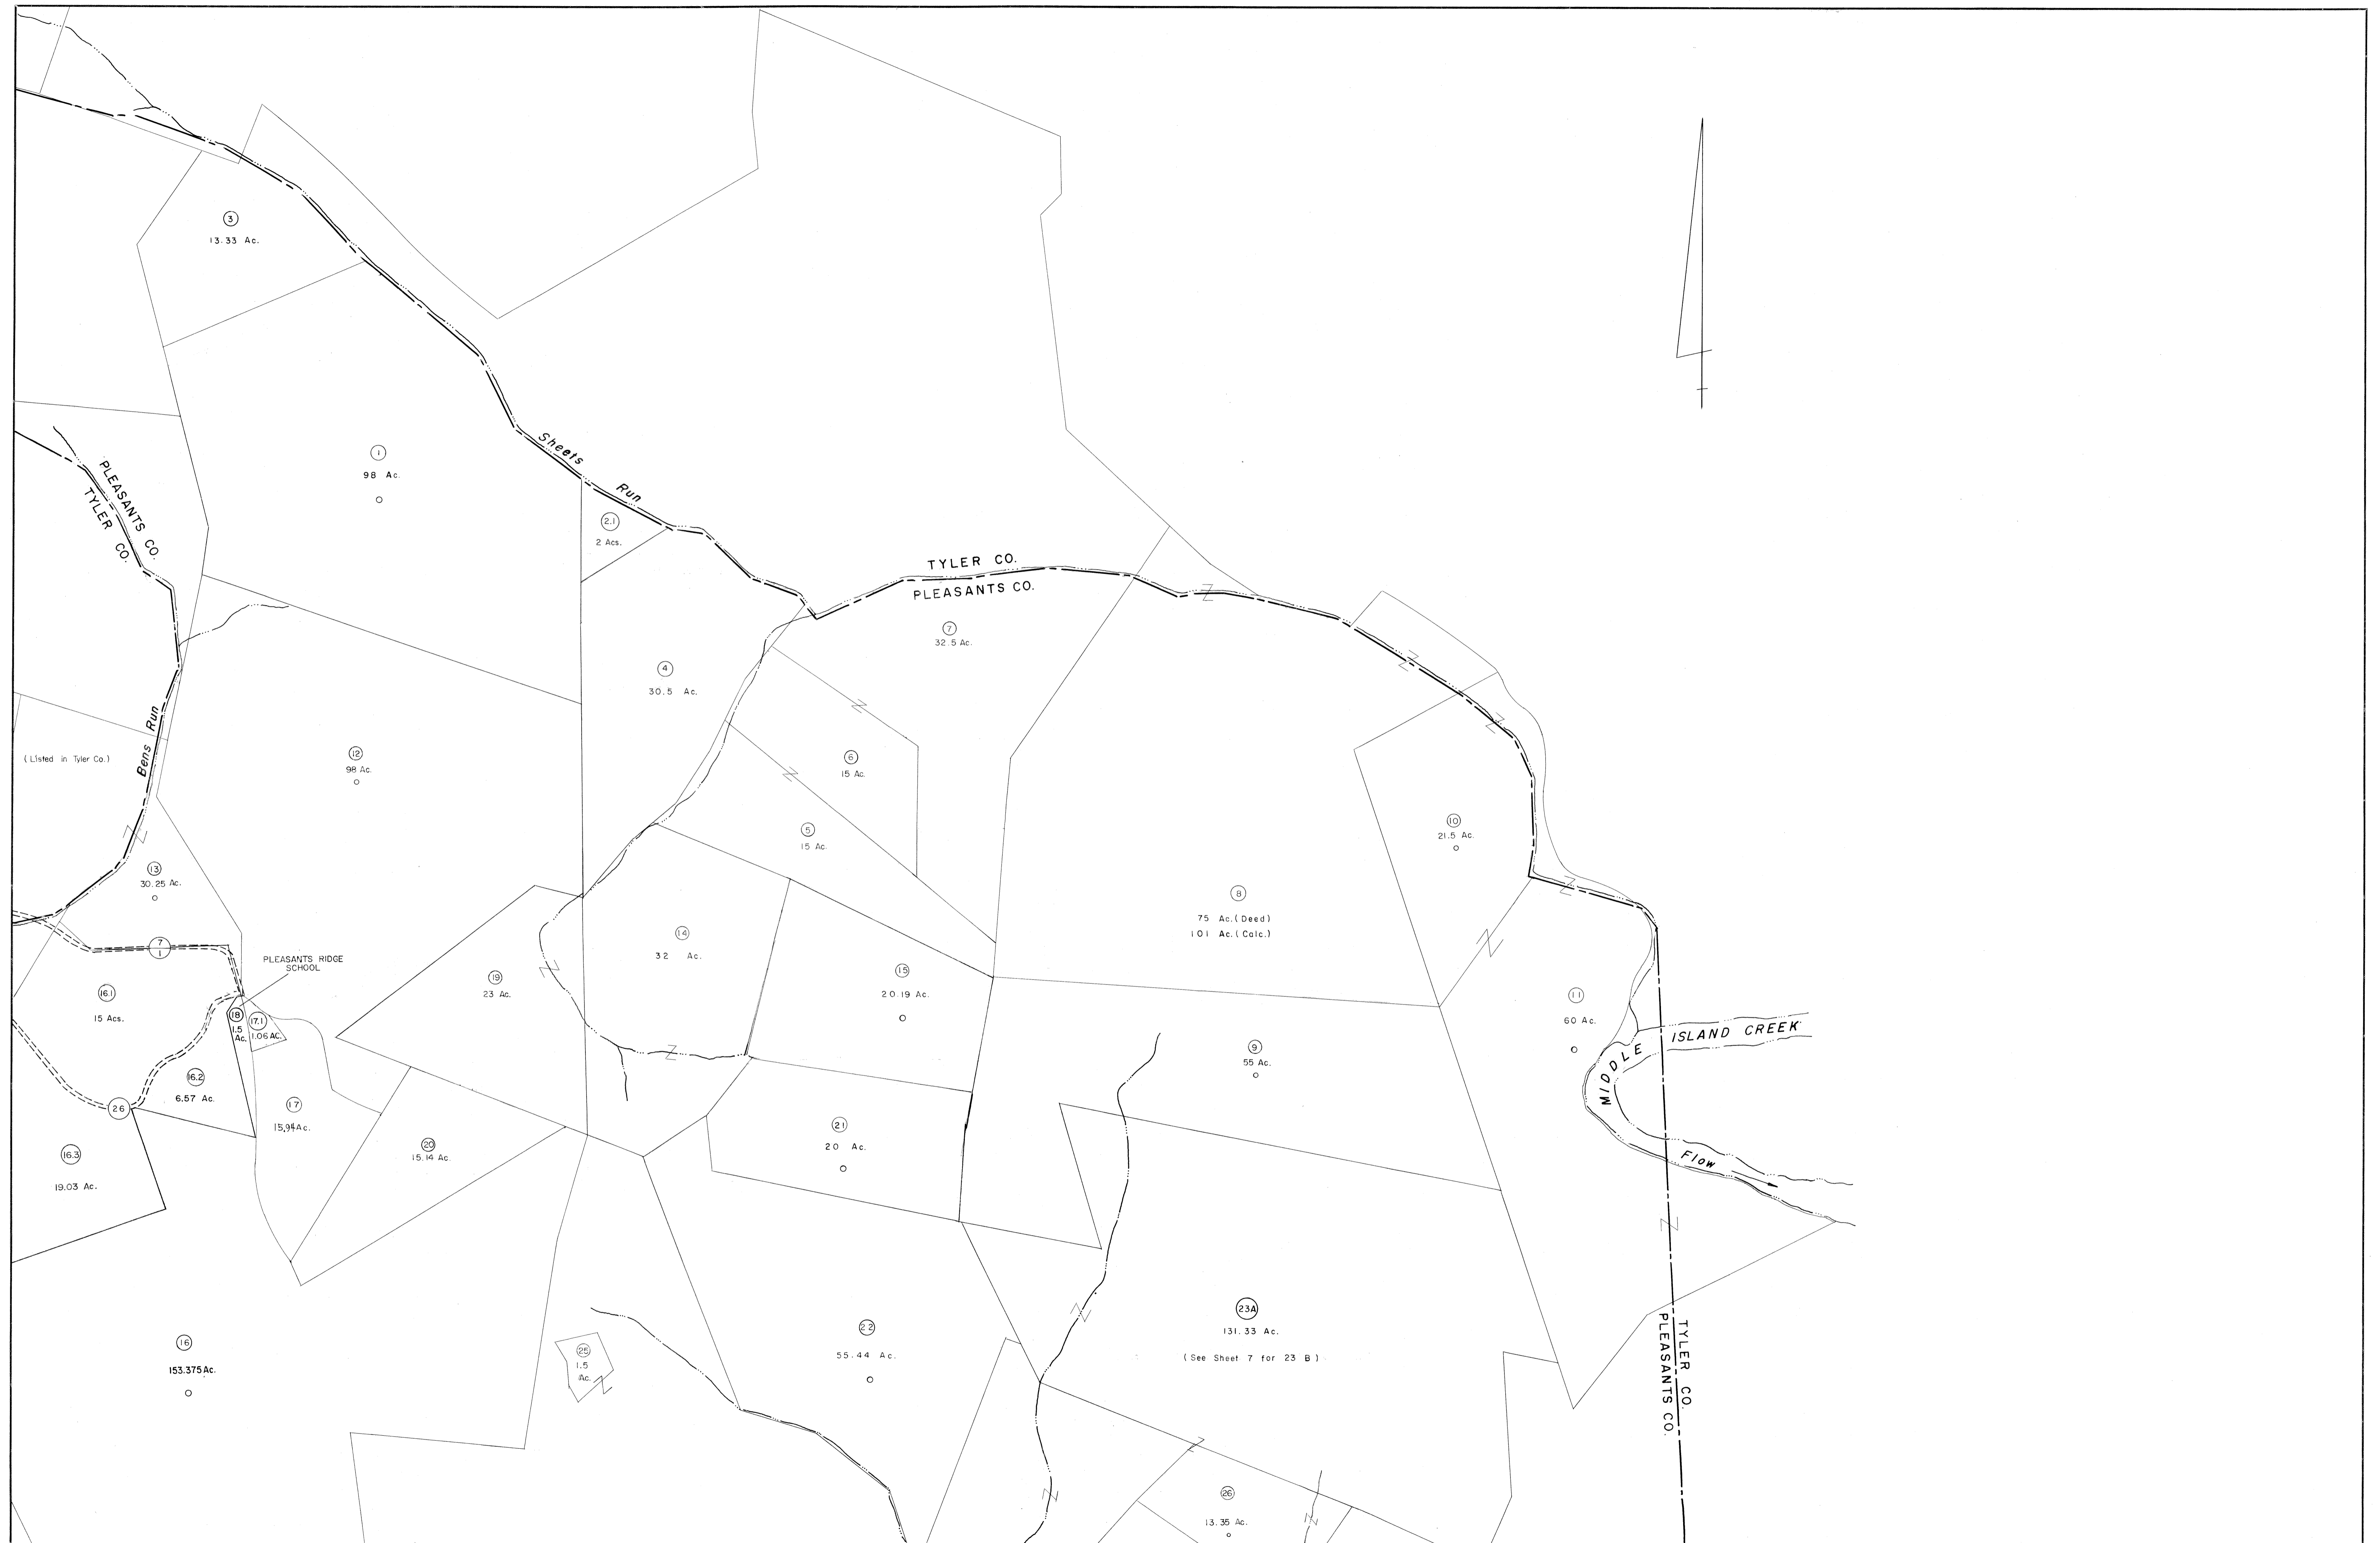 3
13.33 Ac.
1
98 Ac.
Sheets Run
2.1
2 Acs.
PLEASANTS CO.
TYLER CO.
TYLER CO.
PLEASANTS CO.
7
32.5 Ac.
4
30.5 Ac.
6
15 Ac.
5
15 Ac.
Bens Run
(Listed in Tyler Co.)
12
98 Ac.
13
30.25 Ac.
10
21.5 Ac.
8
75 Ac. (Deed)
101 Ac. (Calc.)
7
1
PLEASANTS RIDGE
SCHOOL
14
32 Ac.
15
20.19 Ac.
19
23 Ac.
16.1
15 Acs.
18
1.5
Ac.
17.1
1.06 AC.
11
60 Ac.
MIDDLE ISLAND CREEK
Flow
9
55 Ac.
16.2
6.57 Ac.
26
17
20
15.14 Ac.
21
20 Ac.
16.3
19.03 Ac.
16
153.375 Ac.
25
1.5
Ac.
22
55.44 Ac.
23A
131.33 Ac.
(See Sheet 7 for 23 B)
TYLER CO.
PLEASANTS CO.
26
13.35 Ac.